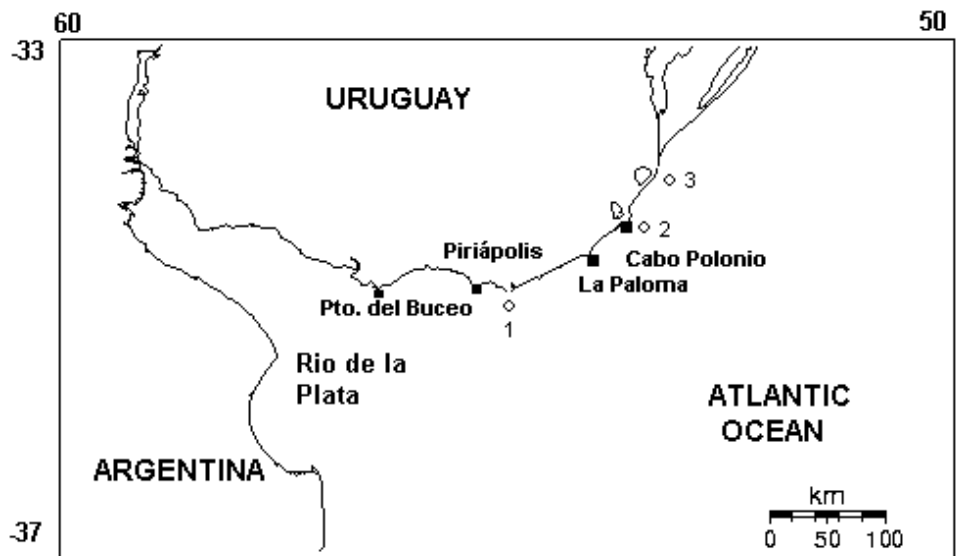 60
50
-33
URUGUAY
3
2
Piriápolis
Cabo Polonio
La Paloma
Pto. del Buceo
1
Rio de la
Plata
ATLANTIC
OCEAN
ARGENTINA
km
-37
0 50 100